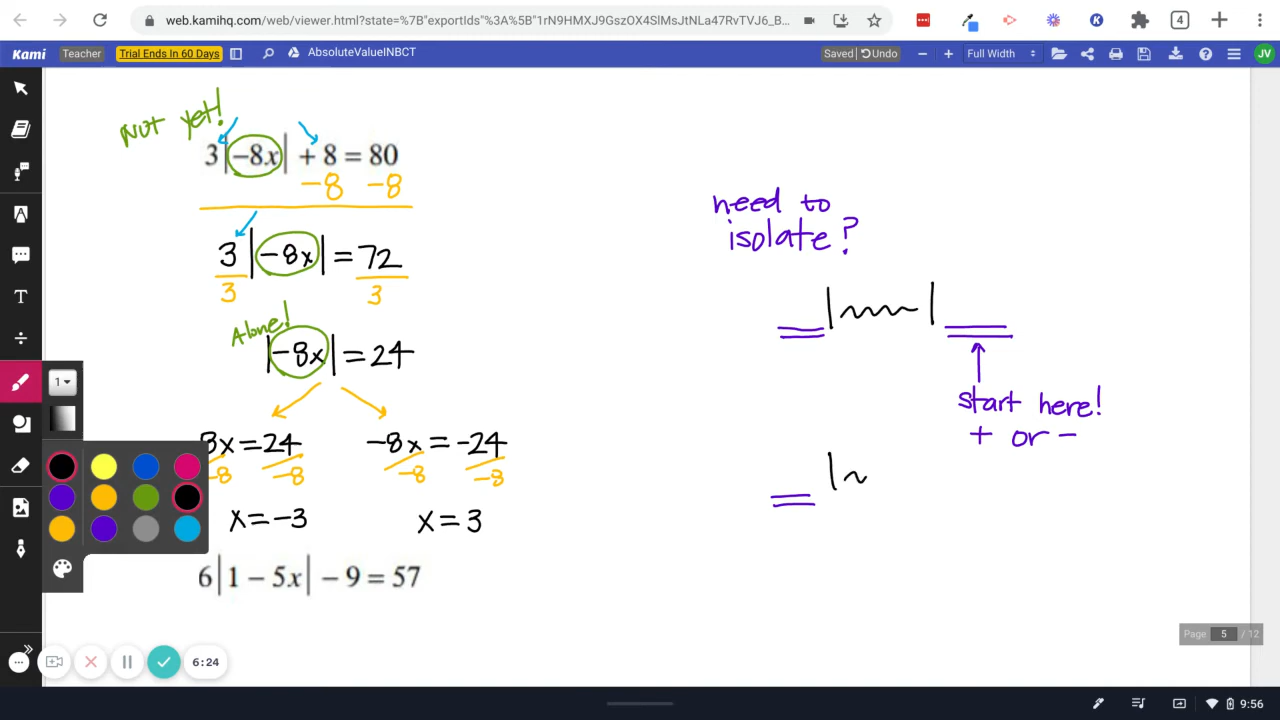 web.kamihq.com/web/viewer.html?state=%7B"exportIds"%3A%5B"1rN9HMXJ9GszOX4SlMsJtNLa47RvTVJ6_B...
4
Kami
Teacher
Trial Ends In 60 Days
AbsoluteValueINBCT
Saved
Undo
Full Width
JV
Not yet!
3|−8x| + 8 = 80
−8 −8
3|−8x| = 72
3 3
Alone!
|−8x| = 24
8x = 24 −8x = −24
−8 −8 −8 −8
x = −3 x = 3
6|1 − 5x| − 9 = 57
need to
isolate?
start here!
+ or −
1
Page 5 / 12
6:24
9:56